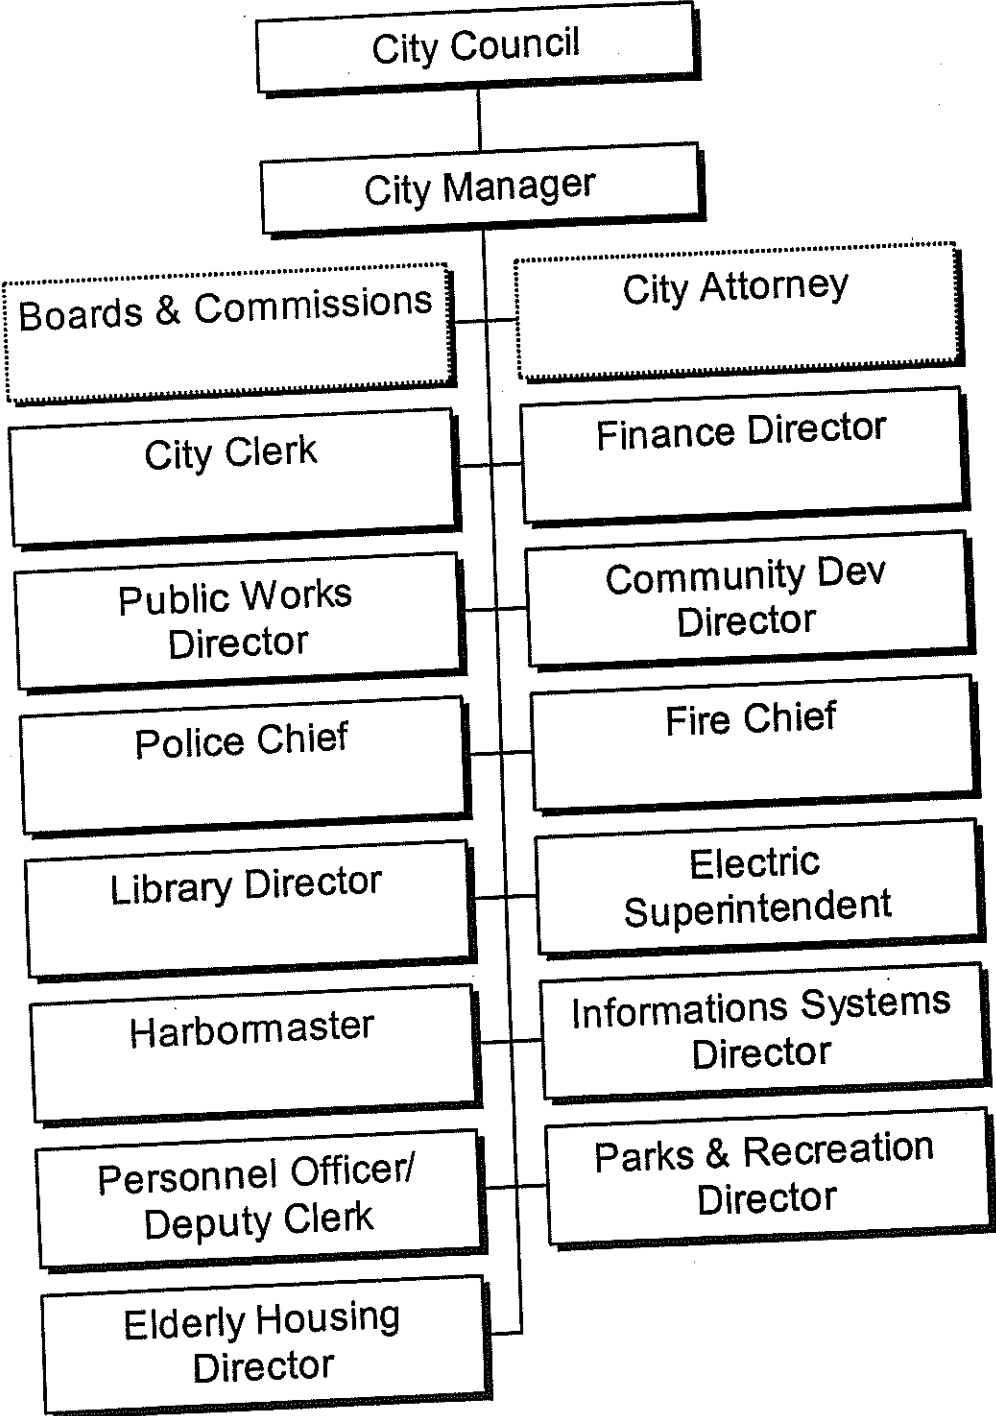 City Council
City Manager
Boards & Commissions
City Attorney
City Clerk
Finance Director
Public Works
Director
Community Dev
Director
Police Chief
Fire Chief
Library Director
Electric
Superintendent
Harbormaster
Informations Systems
Director
Personnel Officer/
Deputy Clerk
Parks & Recreation
Director
Elderly Housing
Director